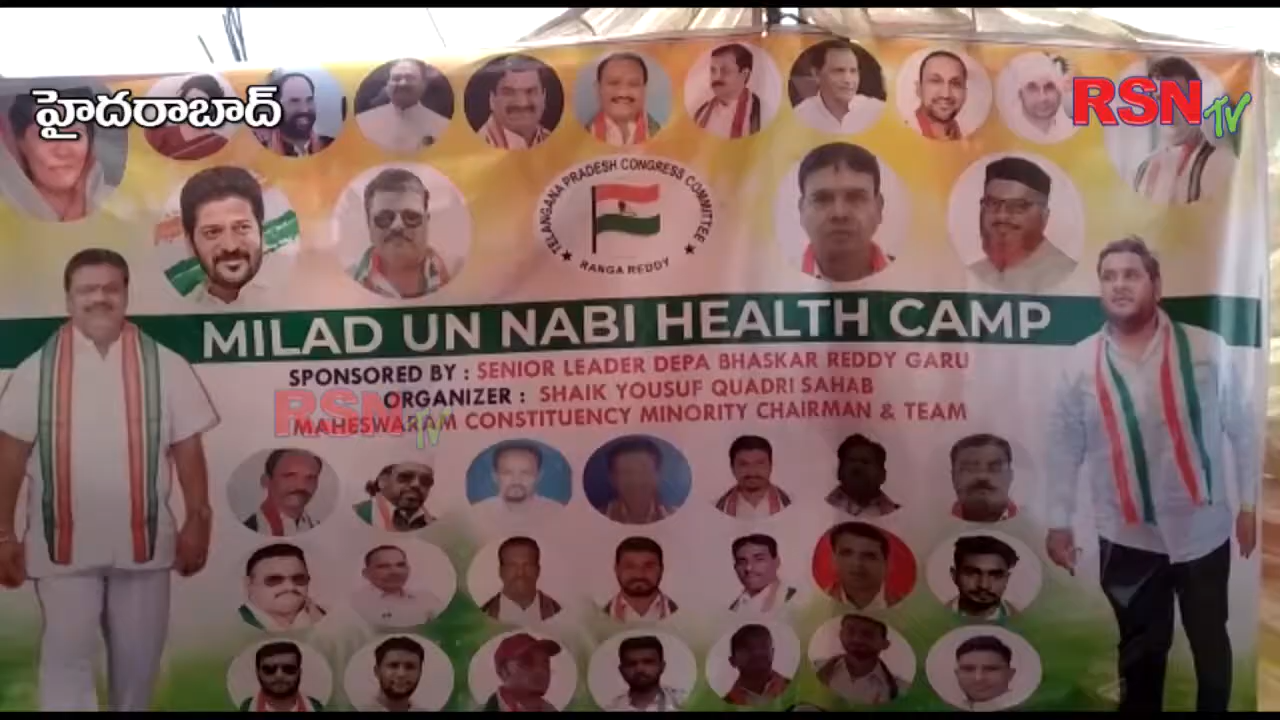 హైదరాబాద్
RSN TV
TELANGANA PRADESH CONGRESS COMMITTEE
RANGA REDDY
MILAD UN NABI HEALTH CAMP
SPONSORED BY : SENIOR LEADER DEPA BHASKAR REDDY GARU
ORGANIZER : SHAIK YOUSUF QUADRI SAHAB
RSN TV
MAHESWARAM CONSTITUENCY MINORITY CHAIRMAN & TEAM